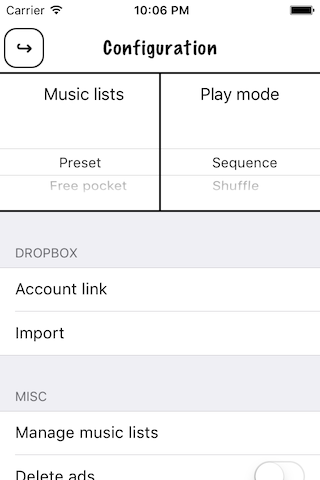 Carrier 10:06 PM
↪ Configuration
Music lists Play mode
Preset Sequence
Free pocket Shuffle
DROPBOX
Account link
Import
MISC
Manage music lists
Delete ads